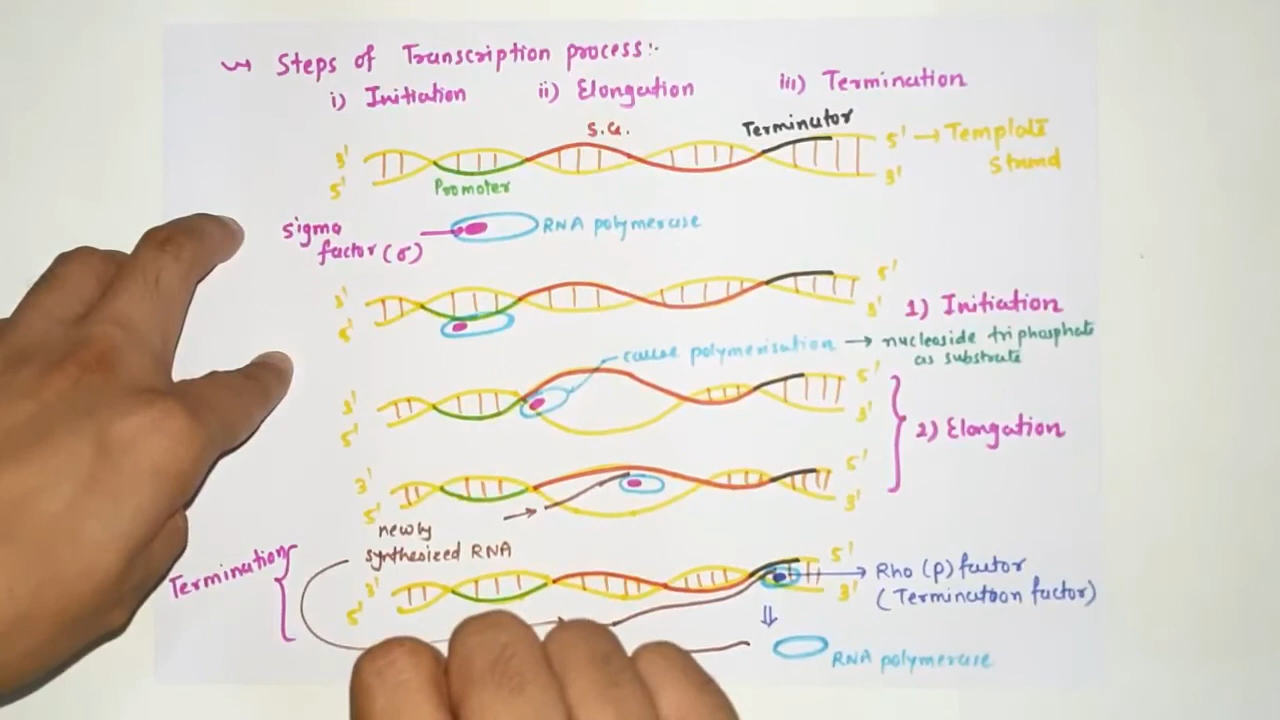 Steps of Transcription process:-
i) Initiation ii) Elongation iii) Termination
S.G. Terminator
3' 5' → Template
5' 3' Strand
Promoter
Sigma RNA polymerase
factor (σ)
3' 5'
5' 3' 1) Initiation
cause polymerisation → nucleoside triphosphate
as substrate
3' 5'
5' 3' 2) Elongation
3' 5'
5' 3'
newly
synthesized RNA
Termination
3' 5' Rho (ρ) factor
5' 3' (Termination factor)
RNA polymerase